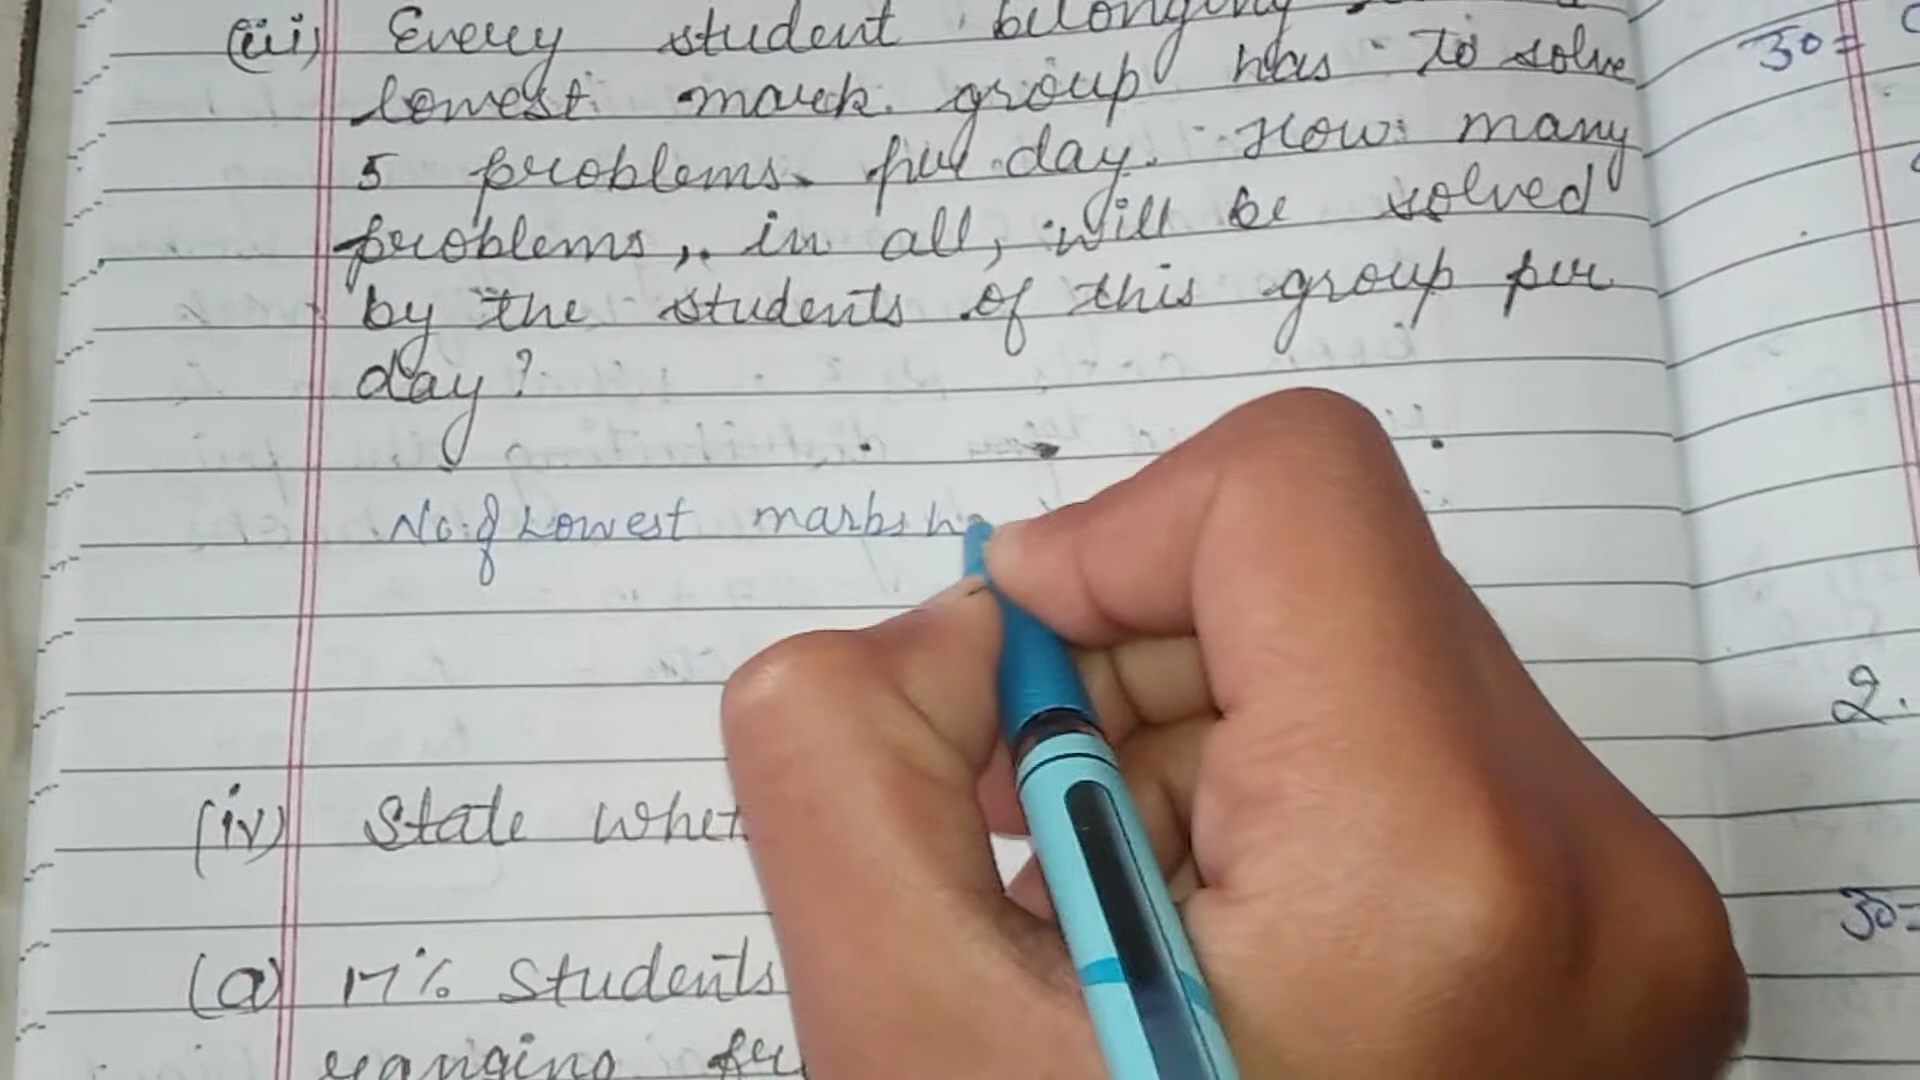 (iii) Every student belonging
lowest mark group has to solve
5 problems per day. How many
problems, in all, will be solved
by the students of this group per
day?
No. of Lowest marks
(iv) State whet
(a) 17% Students
ranging
30=
2.
30=